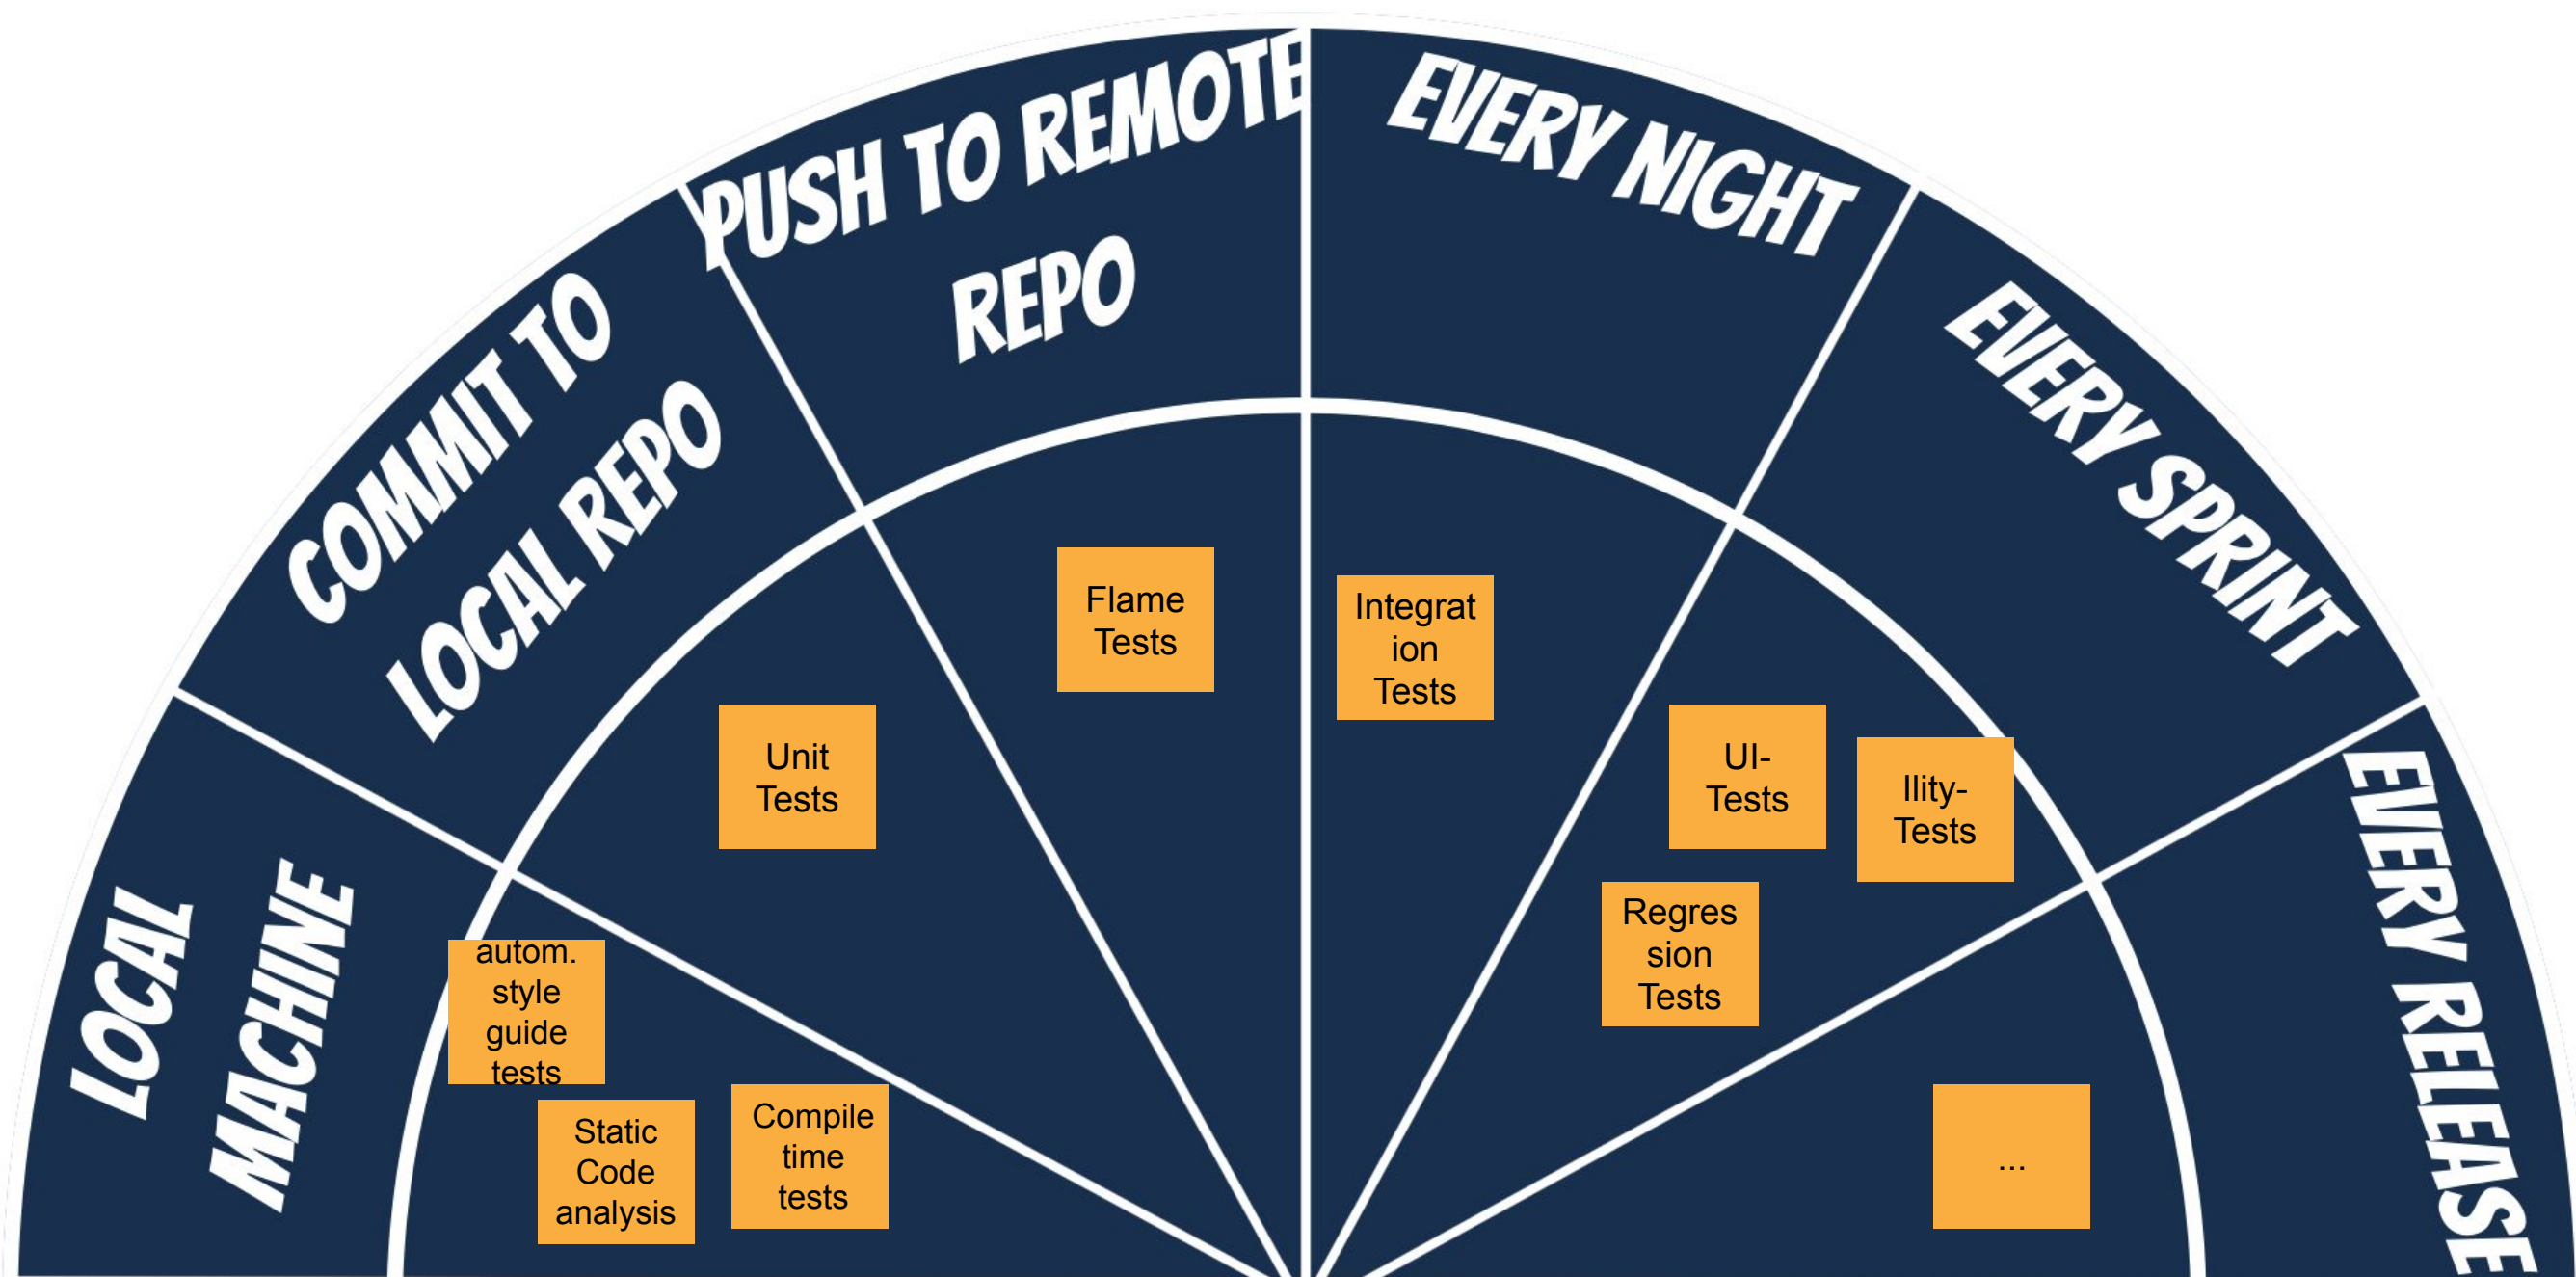 LOCAL
MACHINE
COMMIT TO
LOCAL REPO
PUSH TO REMOTE
REPO
EVERY NIGHT
EVERY SPRINT
EVERY RELEASE
autom.
style
guide
tests
Static
Code
analysis
Compile
time
tests
Unit
Tests
Flame
Tests
Integrat
ion
Tests
UI-
Tests
Ility-
Tests
Regres
sion
Tests
...